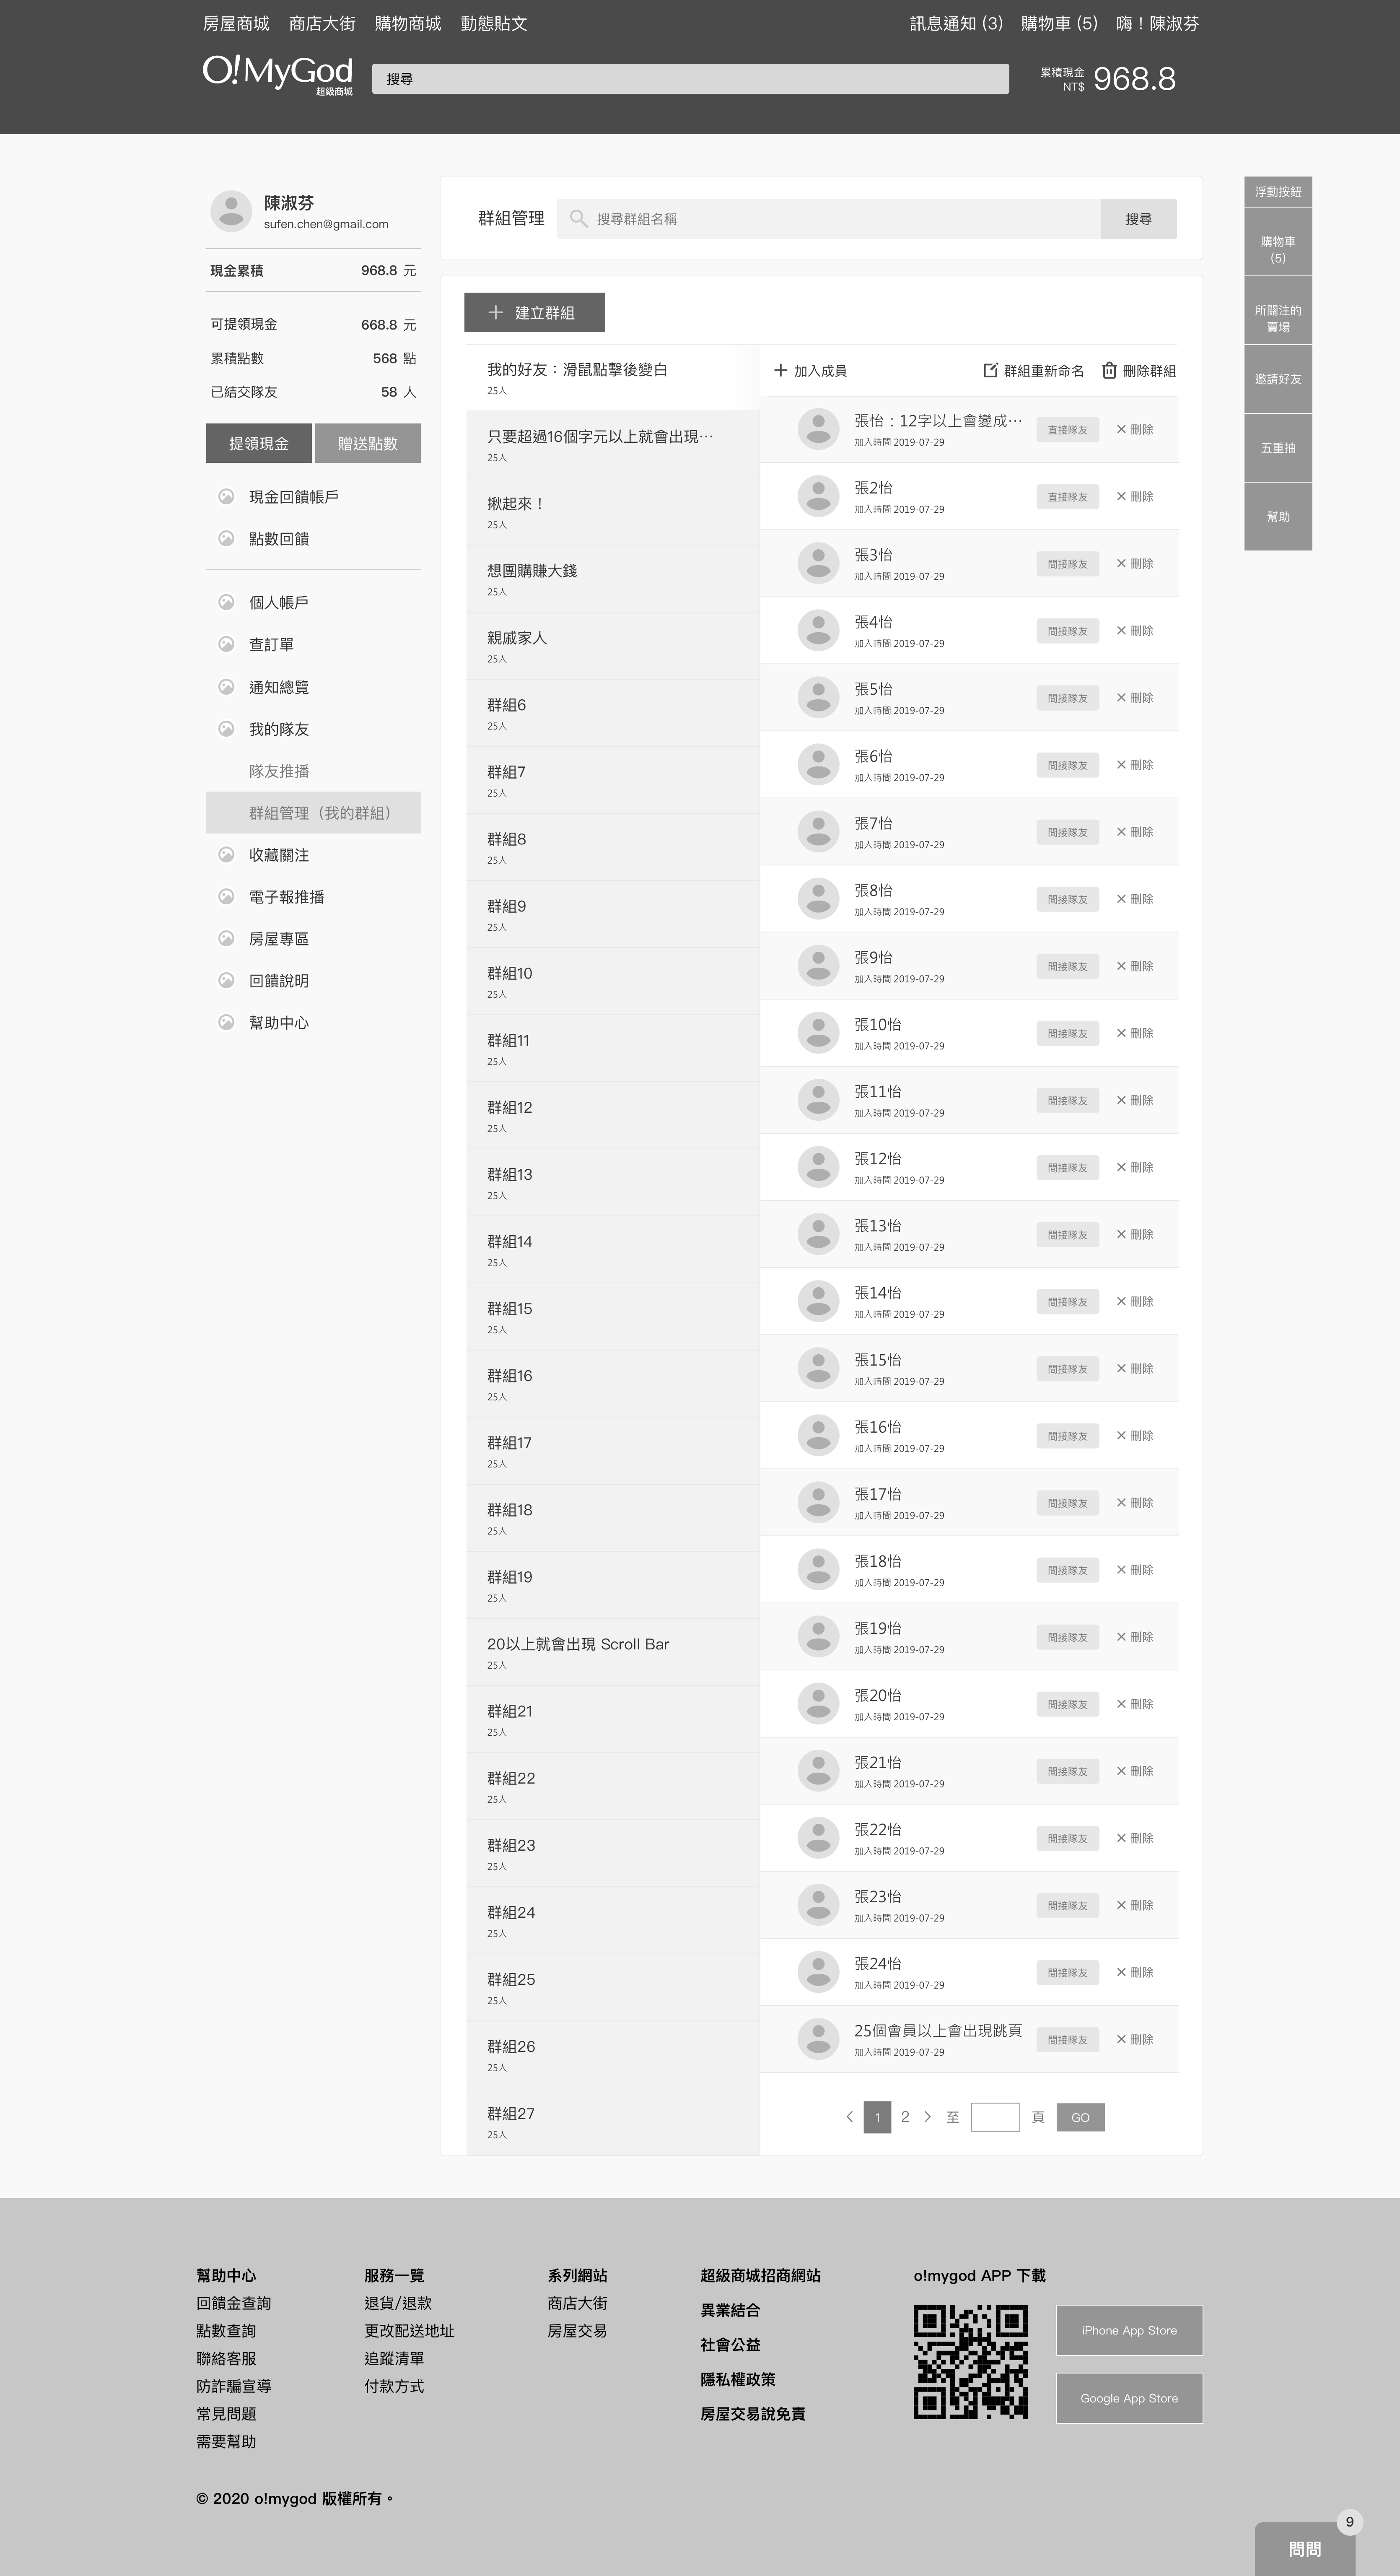 房屋商城 商店大街 購物商城 動態貼文
訊息通知 (3) 購物車 (5) 嗨！陳淑芬
O!MyGod
超級商城
搜尋
累積現金
NT$
968.8
陳淑芬
sufen.chen@gmail.com
現金累積 968.8 元
可提領現金 668.8 元
累積點數 568 點
已結交隊友 58 人
提領現金 贈送點數
現金回饋帳戶
點數回饋
個人帳戶
查訂單
通知總覽
我的隊友
隊友推播
群組管理（我的群組）
收藏關注
電子報推播
房屋專區
回饋說明
幫助中心
群組管理 搜尋群組名稱 搜尋
建立群組
我的好友：滑鼠點擊後變白
25人
只要超過16個字元以上就會出現…
25人
揪起來！
25人
想團購賺大錢
25人
親戚家人
25人
群組6
25人
群組7
25人
群組8
25人
群組9
25人
群組10
25人
群組11
25人
群組12
25人
群組13
25人
群組14
25人
群組15
25人
群組16
25人
群組17
25人
群組18
25人
群組19
25人
20以上就會出現 Scroll Bar
25人
群組21
25人
群組22
25人
群組23
25人
群組24
25人
群組25
25人
群組26
25人
群組27
25人
加入成員 群組重新命名 刪除群組
張怡：12字以上會變成… 直接隊友 刪除
加入時間 2019-07-29
張2怡 直接隊友 刪除
加入時間 2019-07-29
張3怡 間接隊友 刪除
加入時間 2019-07-29
張4怡 間接隊友 刪除
加入時間 2019-07-29
張5怡 間接隊友 刪除
加入時間 2019-07-29
張6怡 間接隊友 刪除
加入時間 2019-07-29
張7怡 間接隊友 刪除
加入時間 2019-07-29
張8怡 間接隊友 刪除
加入時間 2019-07-29
張9怡 間接隊友 刪除
加入時間 2019-07-29
張10怡 間接隊友 刪除
加入時間 2019-07-29
張11怡 間接隊友 刪除
加入時間 2019-07-29
張12怡 間接隊友 刪除
加入時間 2019-07-29
張13怡 間接隊友 刪除
加入時間 2019-07-29
張14怡 間接隊友 刪除
加入時間 2019-07-29
張15怡 間接隊友 刪除
加入時間 2019-07-29
張16怡 間接隊友 刪除
加入時間 2019-07-29
張17怡 間接隊友 刪除
加入時間 2019-07-29
張18怡 間接隊友 刪除
加入時間 2019-07-29
張19怡 間接隊友 刪除
加入時間 2019-07-29
張20怡 間接隊友 刪除
加入時間 2019-07-29
張21怡 間接隊友 刪除
加入時間 2019-07-29
張22怡 間接隊友 刪除
加入時間 2019-07-29
張23怡 間接隊友 刪除
加入時間 2019-07-29
張24怡 間接隊友 刪除
加入時間 2019-07-29
25個會員以上會出現跳頁 間接隊友 刪除
加入時間 2019-07-29
1 2 至 頁 GO
浮動按鈕
購物車
(5)
所關注的
賣場
邀請好友
五重抽
幫助
幫助中心
回饋金查詢
點數查詢
聯絡客服
防詐騙宣導
常見問題
需要幫助
服務一覽
退貨/退款
更改配送地址
追蹤清單
付款方式
系列網站
商店大街
房屋交易
超級商城招商網站
異業結合
社會公益
隱私權政策
房屋交易說免責
o!mygod APP 下載
iPhone App Store
Google App Store
© 2020 o!mygod 版權所有。
9
問問